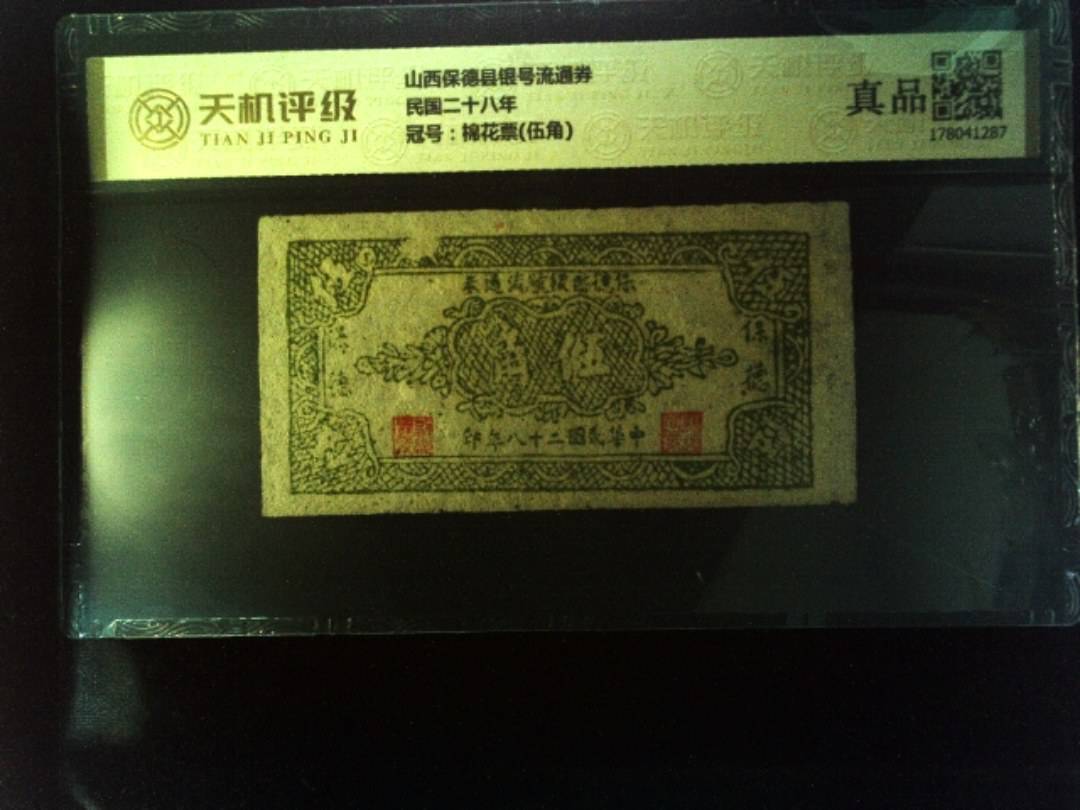 天机评级
TIAN JI PING JI
山西保德县银号流通券
民国二十八年
冠号：棉花票(伍角)
真品
178041287
保德
伍角
中华民國二十八年印